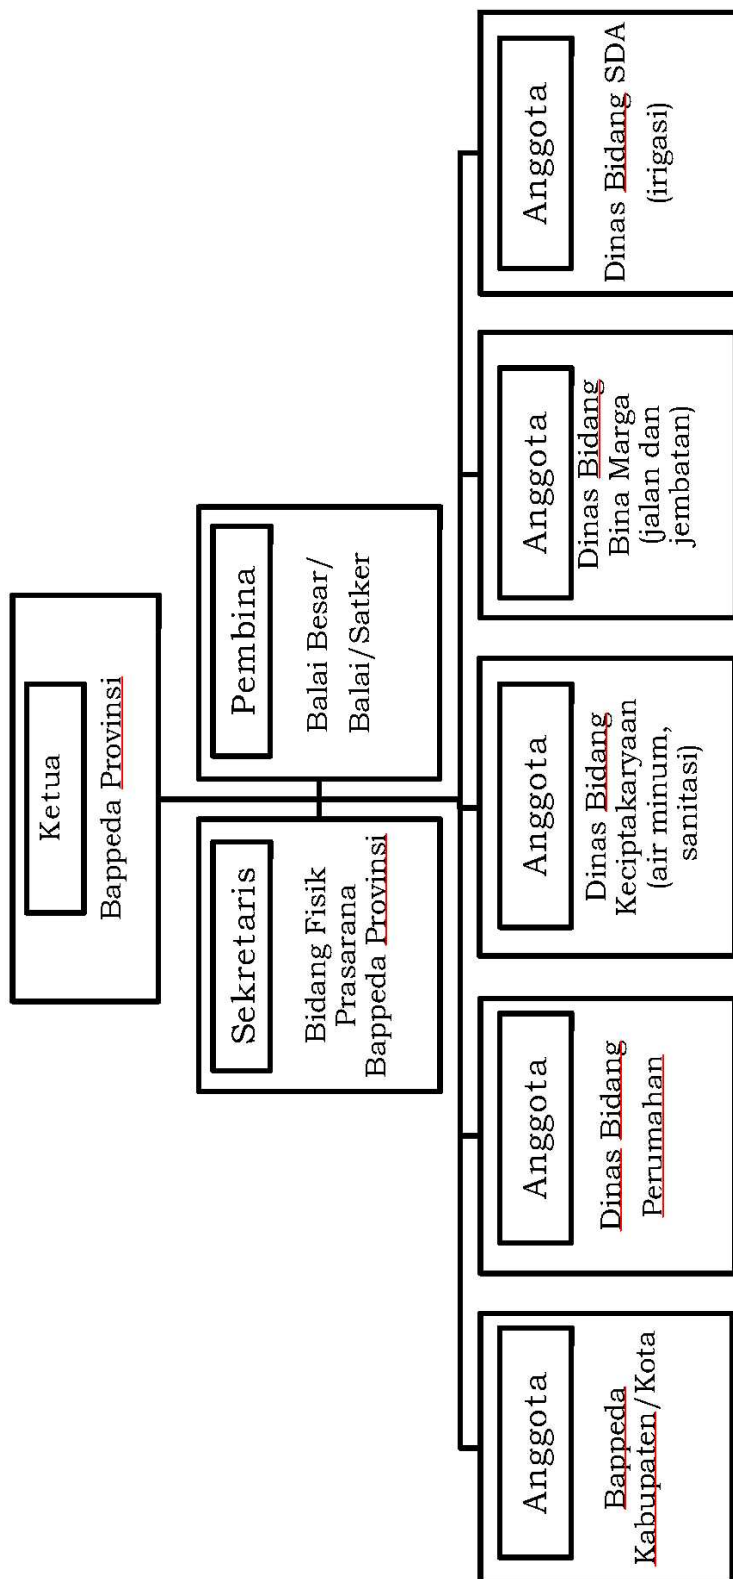 Ketua
Bappeda Provinsi
Sekretaris
Bidang Fisik
Prasarana
Bappeda Provinsi
Pembina
Balai Besar/
Balai/Satker
Anggota
Bappeda
Kabupaten/Kota
Anggota
Dinas Bidang
Perumahan
Anggota
Dinas Bidang
Keciptakaryaan
(air minum,
sanitasi)
Anggota
Dinas Bidang
Bina Marga
(jalan dan
jembatan)
Anggota
Dinas Bidang SDA
(irigasi)